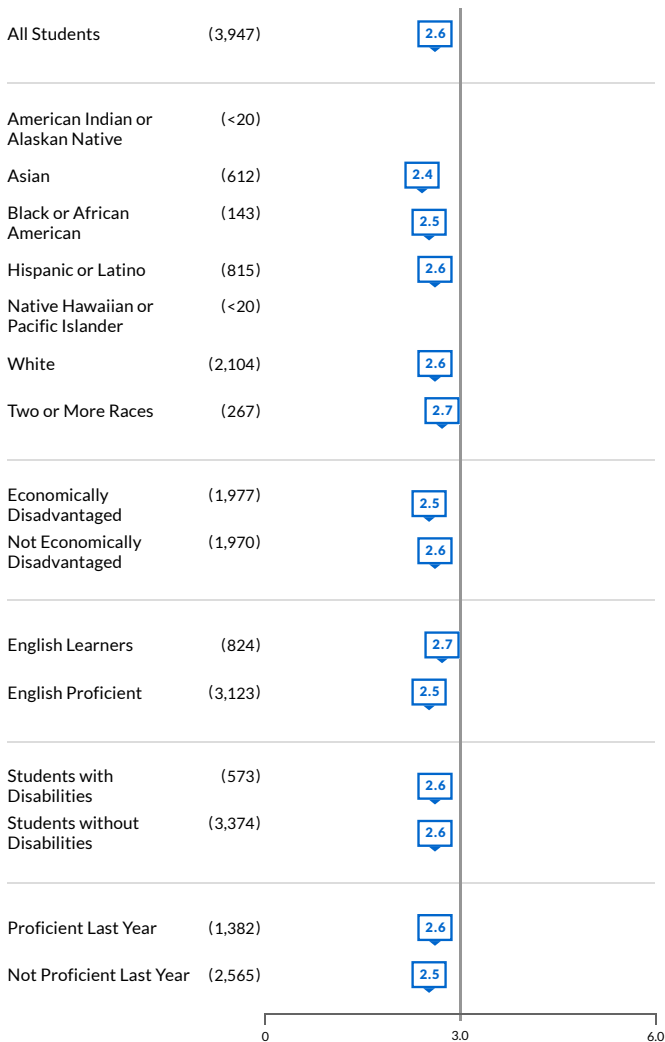 All Students (3,947) 2.6
American Indian or (<20)
Alaskan Native
Asian (612) 2.4
Black or African (143) 2.5
American
Hispanic or Latino (815) 2.6
Native Hawaiian or (<20)
Pacific Islander
White (2,104) 2.6
Two or More Races (267) 2.7
Economically (1,977) 2.5
Disadvantaged
Not Economically (1,970) 2.6
Disadvantaged
English Learners (824) 2.7
English Proficient (3,123) 2.5
Students with (573) 2.6
Disabilities
Students without (3,374) 2.6
Disabilities
Proficient Last Year (1,382) 2.6
Not Proficient Last Year (2,565) 2.5
0 3.0 6.0